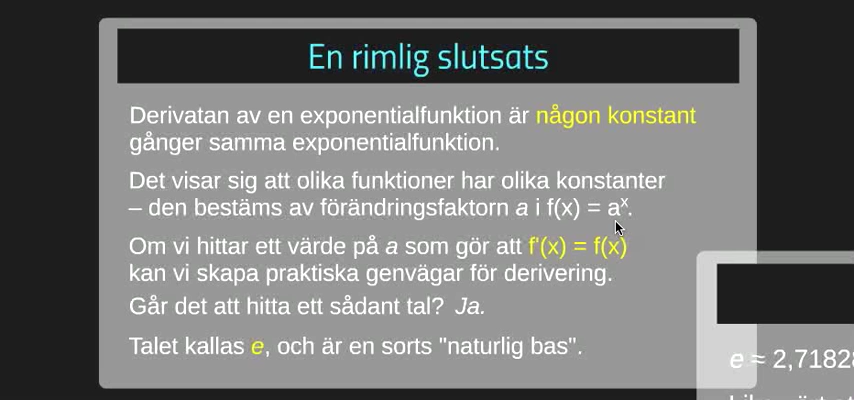 En rimlig slutsats
Derivatan av en exponentialfunktion är någon konstant
gånger samma exponentialfunktion.
Det visar sig att olika funktioner har olika konstanter
– den bestäms av förändringsfaktorn a i f(x) = aˣ.
Om vi hittar ett värde på a som gör att f'(x) = f(x)
kan vi skapa praktiska genvägar för derivering.
Går det att hitta ett sådant tal? Ja.
Talet kallas e, och är en sorts "naturlig bas".
e ≈ 2,71828